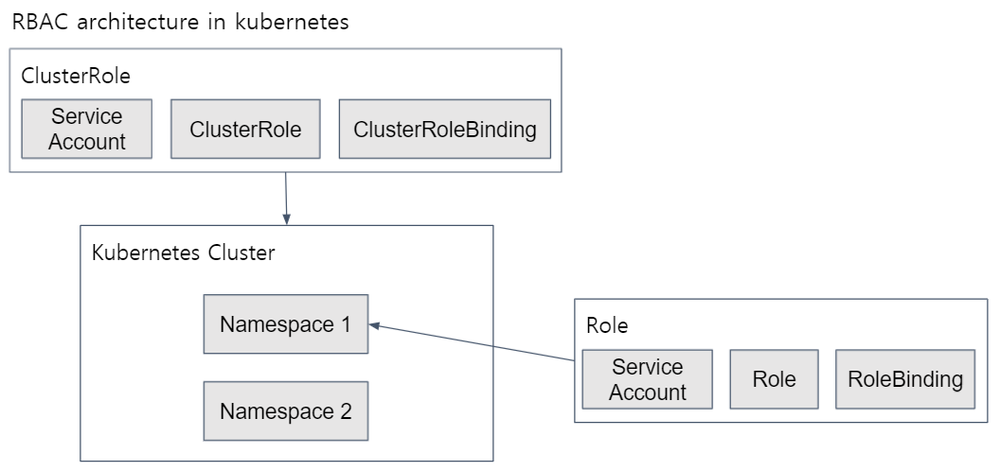 RBAC architecture in kubernetes
ClusterRole
Service
Account
ClusterRole
ClusterRoleBinding
Kubernetes Cluster
Namespace 1
Namespace 2
Role
Service
Account
Role
RoleBinding